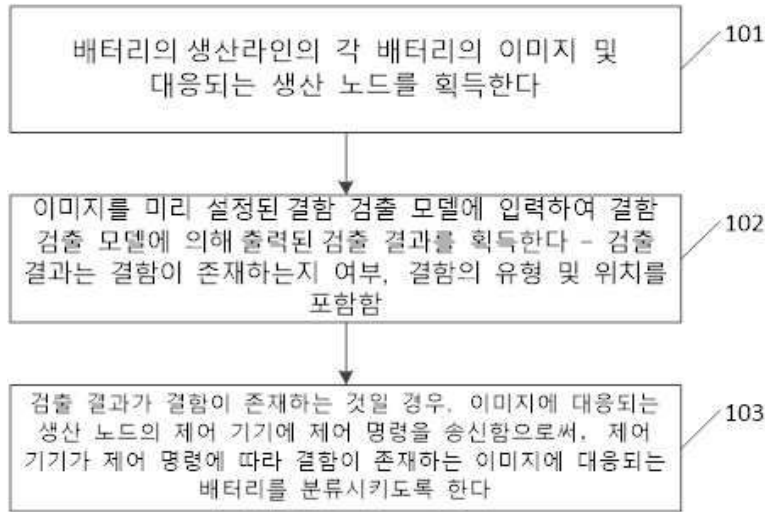 배터리의 생산라인의 각 배터리의 이미지 및
대응되는 생산 노드를 획득한다
101
이미지를 미리 설정된 결함 검출 모델에 입력하여 결함
검출 모델에 의해 출력된 검출 결과를 획득한다 - 검출
결과는 결함이 존재하는지 여부, 결함의 유형 및 위치를
포함함
102
검출 결과가 결함이 존재하는 것일 경우, 이미지에 대응되는
생산 노드의 제어 기기에 제어 명령을 송신함으로써, 제어
기기가 제어 명령에 따라 결함이 존재하는 이미지에 대응되는
배터리를 분류시키도록 한다
103